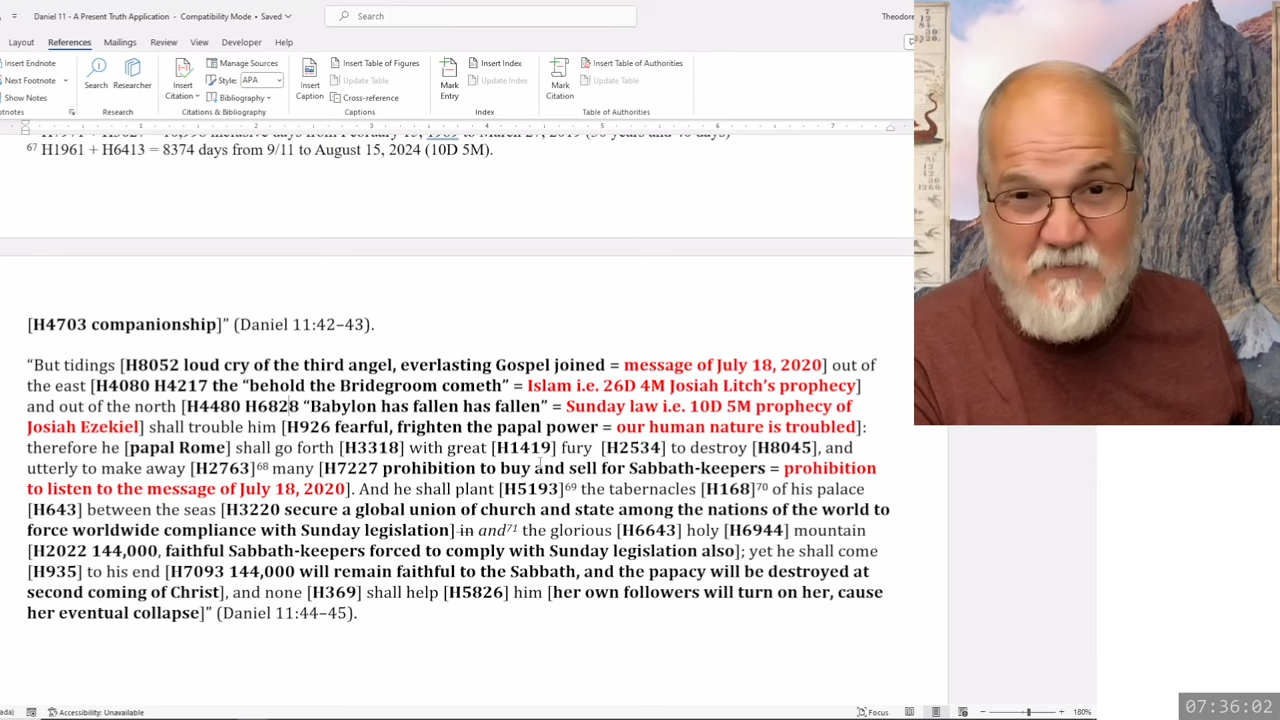 Daniel 11 - A Present Truth Application - Compatibility Mode • Saved
Search
Theodore
Layout References Mailings Review View Developer Help
Insert Endnote
Next Footnote
Show Notes
Search
Researcher
Research
Insert Citation
Manage Sources
Style: APA
Bibliography
Citations & Bibliography
Insert Caption
Insert Table of Figures
Update Table
Cross-reference
Captions
Mark Entry
Insert Index
Update Index
Index
Mark Citation
Insert Table of Authorities
Update Table
Table of Authorities
67 H1961 + H6413 = 8374 days from 9/11 to August 15, 2024 (10D 5M).
[H4703 companionship]” (Daniel 11:42–43).
“But tidings [H8052 loud cry of the third angel, everlasting Gospel joined = message of July 18, 2020] out of
the east [H4080 H4217 the “behold the Bridegroom cometh” = Islam i.e. 26D 4M Josiah Litch’s prophecy]
and out of the north [H4480 H6828 “Babylon has fallen has fallen” = Sunday law i.e. 10D 5M prophecy of
Josiah Ezekiel] shall trouble him [H926 fearful, frighten the papal power = our human nature is troubled]:
therefore he [papal Rome] shall go forth [H3318] with great [H1419] fury [H2534] to destroy [H8045], and
utterly to make away [H2763]68 many [H7227 prohibition to buy and sell for Sabbath-keepers = prohibition
to listen to the message of July 18, 2020]. And he shall plant [H5193]69 the tabernacles [H168]70 of his palace
[H643] between the seas [H3220 secure a global union of church and state among the nations of the world to
force worldwide compliance with Sunday legislation] in and71 the glorious [H6643] holy [H6944] mountain
[H2022 144,000, faithful Sabbath-keepers forced to comply with Sunday legislation also]; yet he shall come
[H935] to his end [H7093 144,000 will remain faithful to the Sabbath, and the papacy will be destroyed at
second coming of Christ], and none [H369] shall help [H5826] him [her own followers will turn on her, cause
her eventual collapse]” (Daniel 11:44–45).
Accessibility: Unavailable
Focus
180%
07:36:02